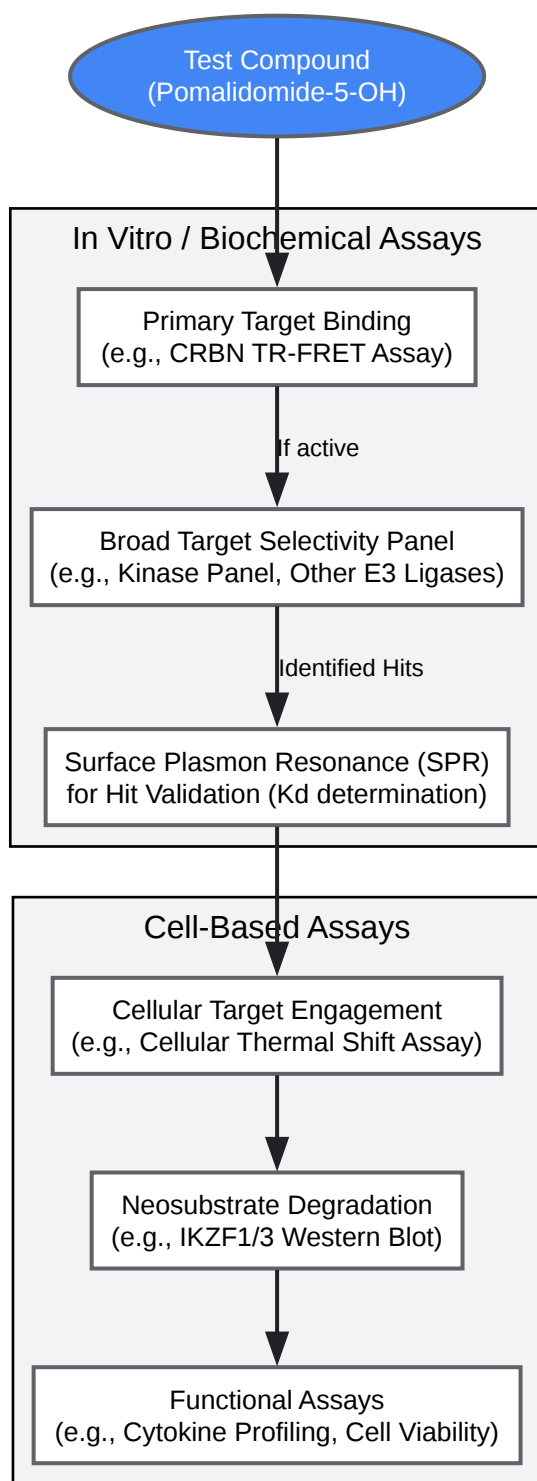 Test Compound
(Pomalidomide-5-OH)
In Vitro / Biochemical Assays
Primary Target Binding
(e.g., CRBN TR-FRET Assay)
If active
Broad Target Selectivity Panel
(e.g., Kinase Panel, Other E3 Ligases)
Identified Hits
Surface Plasmon Resonance (SPR)
for Hit Validation (Kd determination)
Cell-Based Assays
Cellular Target Engagement
(e.g., Cellular Thermal Shift Assay)
Neosubstrate Degradation
(e.g., IKZF1/3 Western Blot)
Functional Assays
(e.g., Cytokine Profiling, Cell Viability)